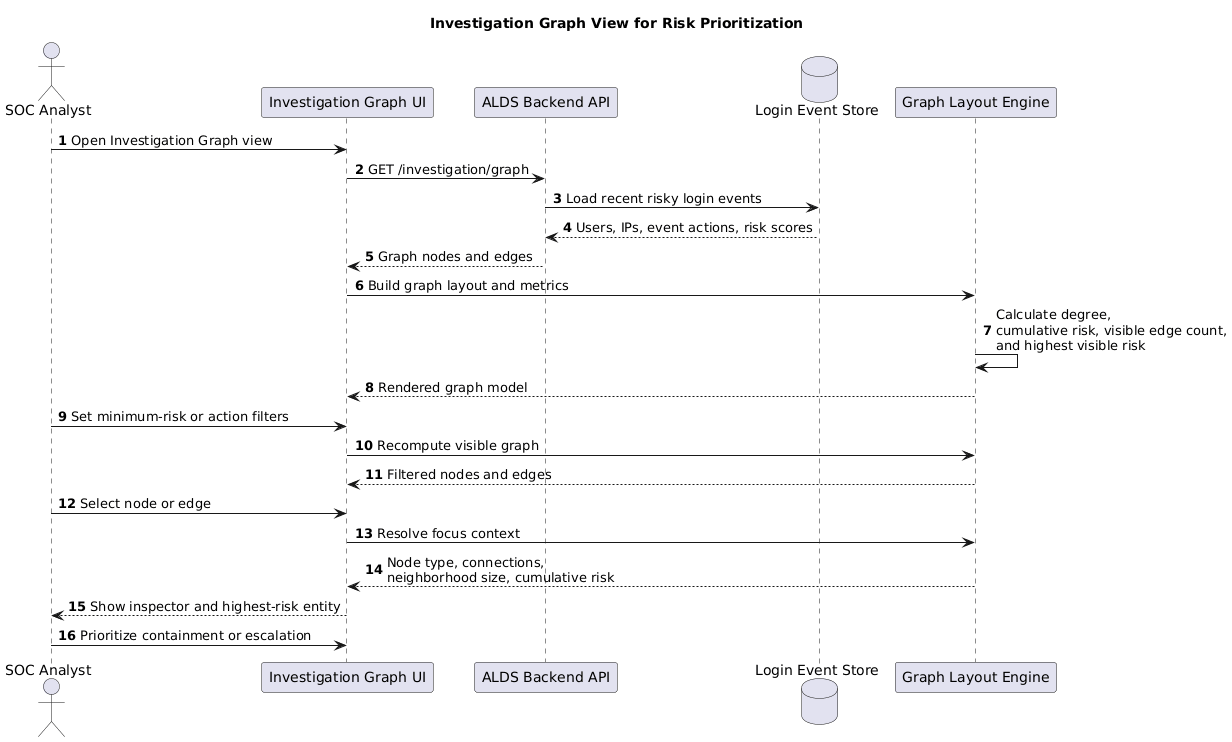 Investigation Graph View for Risk Prioritization
SOC Analyst
Investigation Graph UI
ALDS Backend API
Login Event Store
Graph Layout Engine
1 Open Investigation Graph view
2 GET /investigation/graph
3 Load recent risky login events
4 Users, IPs, event actions, risk scores
5 Graph nodes and edges
6 Build graph layout and metrics
Calculate degree,
7 cumulative risk, visible edge count,
and highest visible risk
8 Rendered graph model
9 Set minimum-risk or action filters
10 Recompute visible graph
11 Filtered nodes and edges
12 Select node or edge
13 Resolve focus context
14 Node type, connections,
neighborhood size, cumulative risk
15 Show inspector and highest-risk entity
16 Prioritize containment or escalation
SOC Analyst
Investigation Graph UI
ALDS Backend API
Login Event Store
Graph Layout Engine